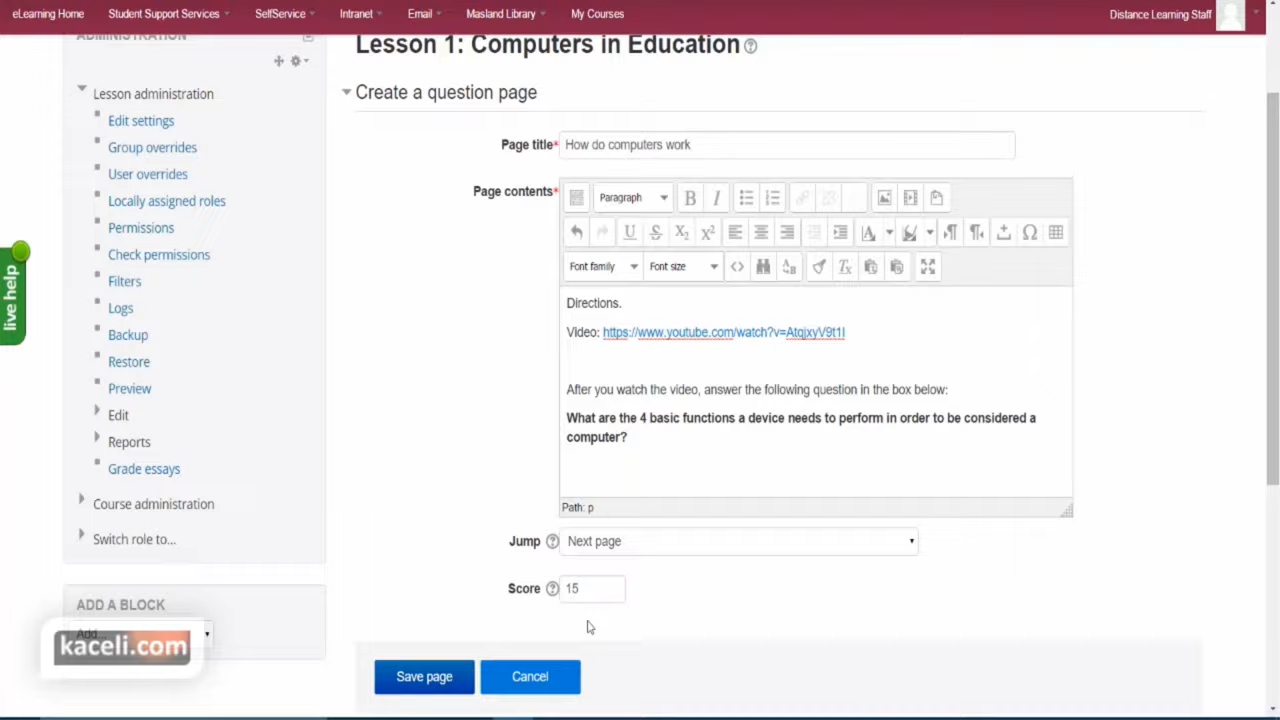 eLearning Home Student Support Services SelfService Intranet Email Masland Library My Courses Distance Learning Staff
ADMINISTRATION
Lesson administration
Edit settings
Group overrides
User overrides
Locally assigned roles
Permissions
Check permissions
Filters
Logs
Backup
Restore
Preview
Edit
Reports
Grade essays
Course administration
Switch role to...
ADD A BLOCK
Add...
kaceli.com
live help
Lesson 1: Computers in Education
Create a question page
Page title* How do computers work
Page contents*
Paragraph
Font family Font size
Directions.
Video: https://www.youtube.com/watch?v=AtqjxyV9t1I
After you watch the video, answer the following question in the box below:
What are the 4 basic functions a device needs to perform in order to be considered a
computer?
Path: p
Jump Next page
Score 15
Save page Cancel